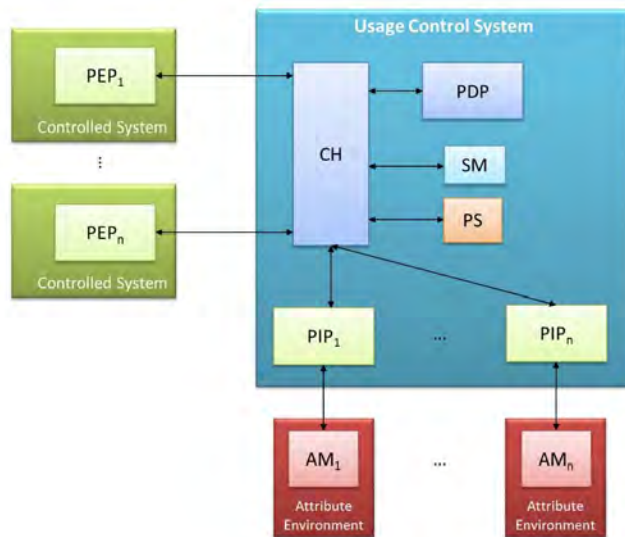 Usage Control System
PEP₁
Controlled System
⋮
PEPₙ
Controlled System
CH
PDP
SM
PS
PIP₁
...
PIPₙ
AM₁
Attribute
Environment
...
AMₙ
Attribute
Environment